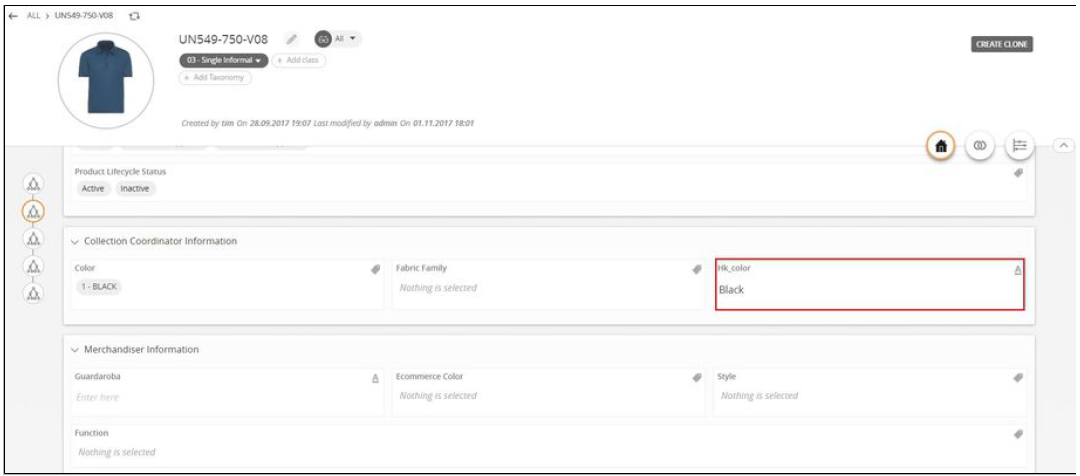 ALL > UN549-750-V08
UN549-750-V08
All
CREATE CLONE
03 - Single Informal
+ Add class
+ Add Taxonomy
Created by tim On 28.09.2017 19:07 Last modified by admin On 01.11.2017 18:01
Product Lifecycle Status
Active Inactive
Collection Coordinator Information
Color Fabric Family Hk_color
1 - BLACK Nothing is selected Black
Merchandiser Information
Guardaroba Ecommerce Color Style
Enter here Nothing is selected Nothing is selected
Function
Nothing is selected